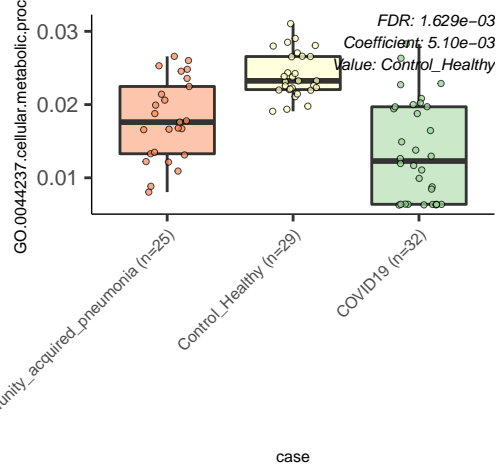 GO.0044237.cellular.metabolic.proc
FDR: 1.629e−03
Coefficient: 5.10e−03
Value: Control_Healthy
0.03
0.02
0.01
unity_acquired_pneumonia (n=25)
Control_Healthy (n=29)
COVID19 (n=32)
case